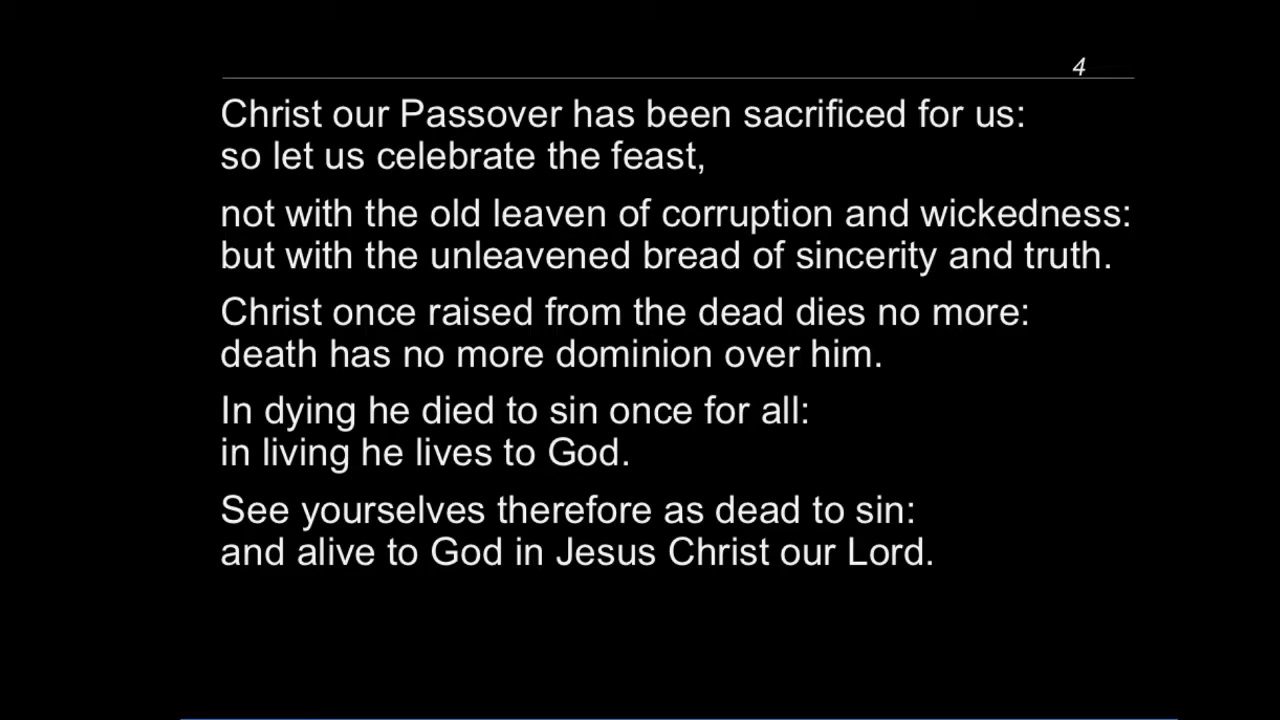 4
Christ our Passover has been sacrificed for us:
so let us celebrate the feast,
not with the old leaven of corruption and wickedness:
but with the unleavened bread of sincerity and truth.
Christ once raised from the dead dies no more:
death has no more dominion over him.
In dying he died to sin once for all:
in living he lives to God.
See yourselves therefore as dead to sin:
and alive to God in Jesus Christ our Lord.